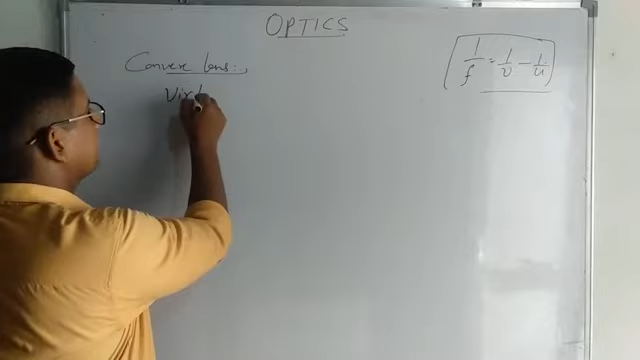 OPTICS
Convex lens:-
1/f = 1/v - 1/u